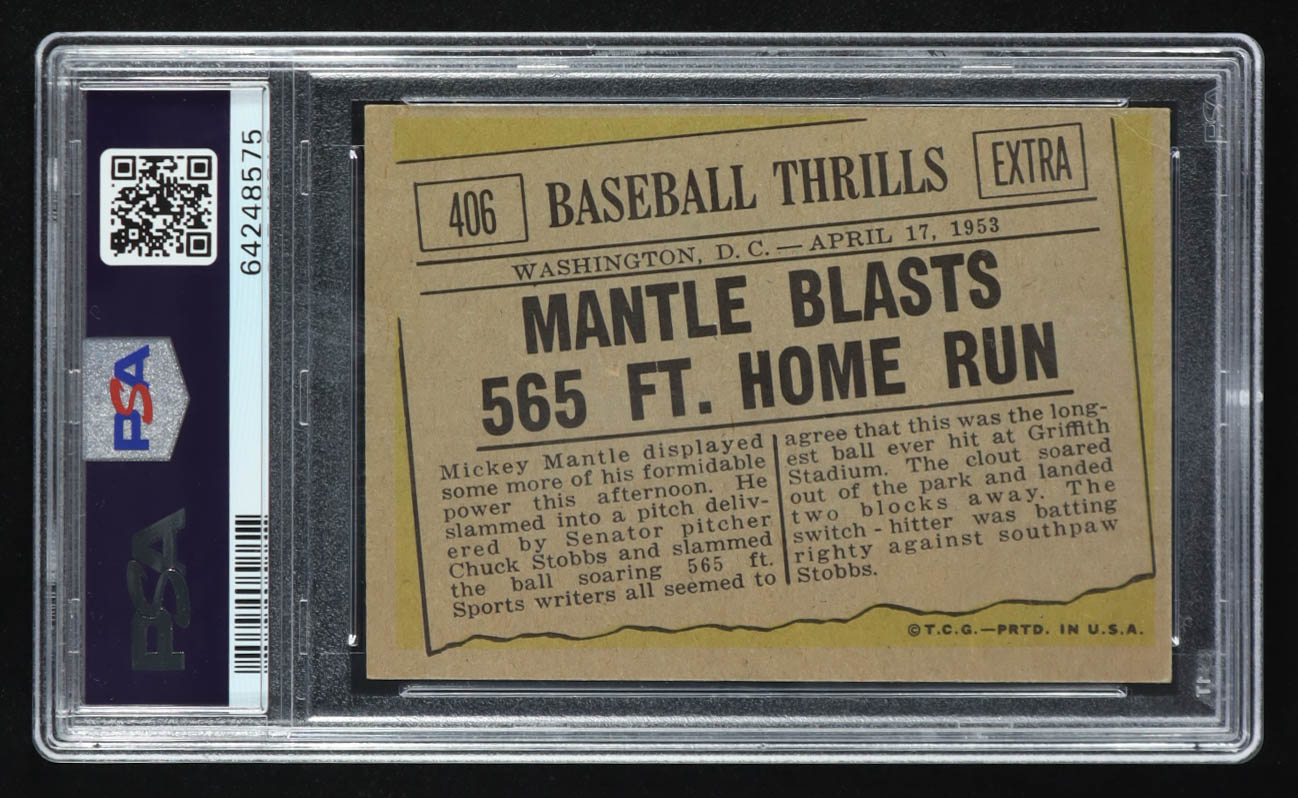 64248575
PSA
PSA
406
BASEBALL THRILLS
EXTRA
WASHINGTON, D. C. — APRIL 17, 1953
MANTLE BLASTS
565 FT. HOME RUN
Mickey Mantle displayed
some more of his formidable
power this afternoon. He
slammed into a pitch deliv-
ered by Senator pitcher
Chuck Stobbs and slammed
the ball soaring 565 ft.
Sports writers all seemed to
agree that this was the long-
est ball ever hit at Griffith
Stadium. The clout soared
out of the park and landed
two blocks away. The
switch-hitter was batting
righty against southpaw
Stobbs.
©T.C.G.—PRTD. IN U.S.A.
PSA